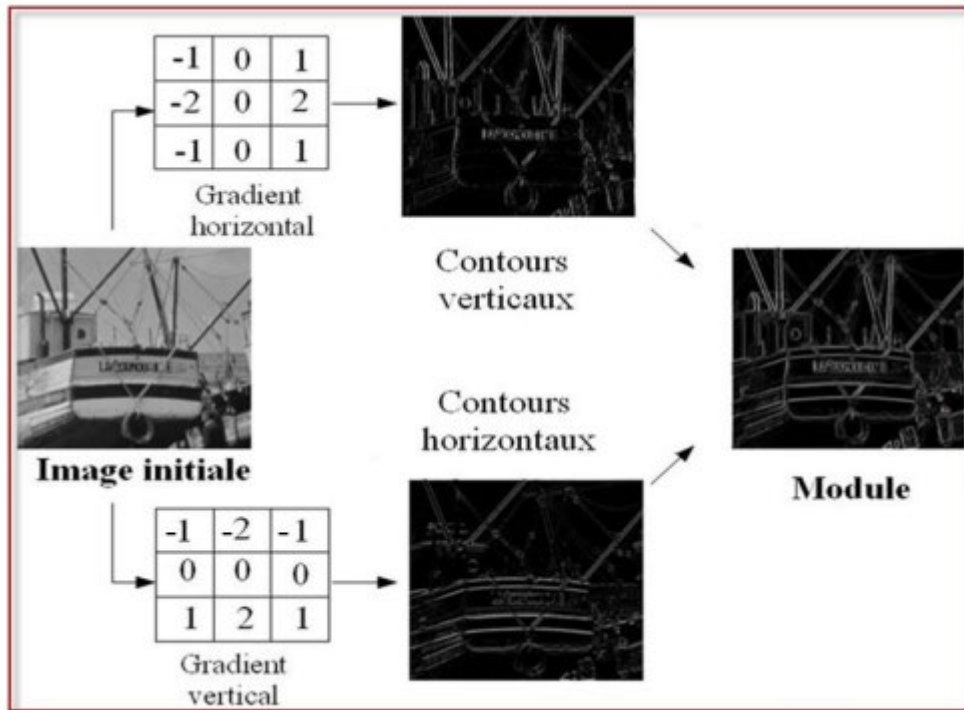 -1 0 1
-2 0 2
-1 0 1
Gradient
horizontal
Contours
verticaux
Image initiale
Contours
horizontaux
Module
-1 -2 -1
0 0 0
1 2 1
Gradient
vertical